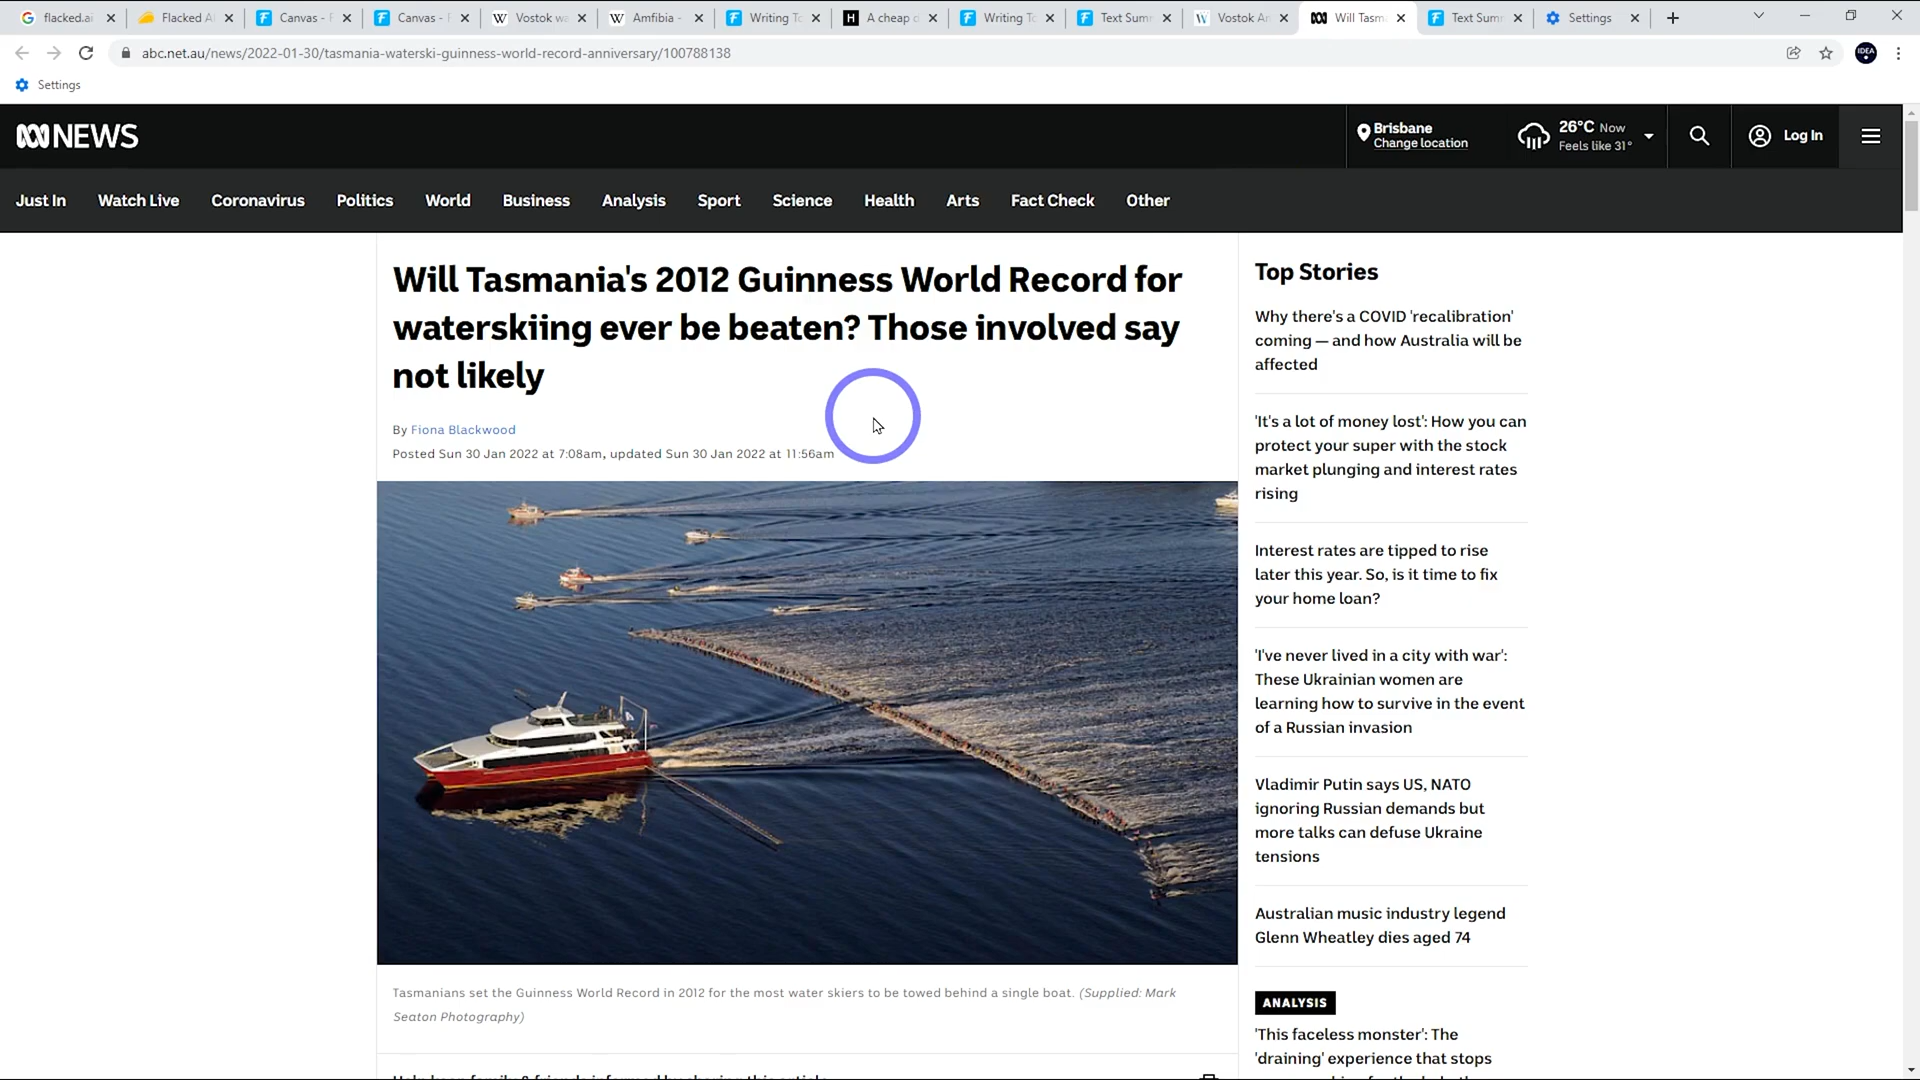 flacked.ai
Flacked A
Canvas - F
Canvas - F
Vostok wa
Amfibia -
Writing To
A cheap d
Writing To
Text Summ
Vostok Am
Will Tasma
Text Summ
Settings
abc.net.au/news/2022-01-30/tasmania-waterski-guinness-world-record-anniversary/100788138
IDEA
Settings
NEWS
Brisbane
Change location
26°C Now
Feels like 31°
Log In
Just In
Watch Live
Coronavirus
Politics
World
Business
Analysis
Sport
Science
Health
Arts
Fact Check
Other
Will Tasmania's 2012 Guinness World Record for
waterskiing ever be beaten? Those involved say
not likely
By Fiona Blackwood
Posted Sun 30 Jan 2022 at 7:08am, updated Sun 30 Jan 2022 at 11:56am
Tasmanians set the Guinness World Record in 2012 for the most water skiers to be towed behind a single boat. (Supplied: Mark
Seaton Photography)
Top Stories
Why there's a COVID 'recalibration'
coming — and how Australia will be
affected
'It's a lot of money lost': How you can
protect your super with the stock
market plunging and interest rates
rising
Interest rates are tipped to rise
later this year. So, is it time to fix
your home loan?
'I've never lived in a city with war':
These Ukrainian women are
learning how to survive in the event
of a Russian invasion
Vladimir Putin says US, NATO
ignoring Russian demands but
more talks can defuse Ukraine
tensions
Australian music industry legend
Glenn Wheatley dies aged 74
ANALYSIS
'This faceless monster': The
'draining' experience that stops